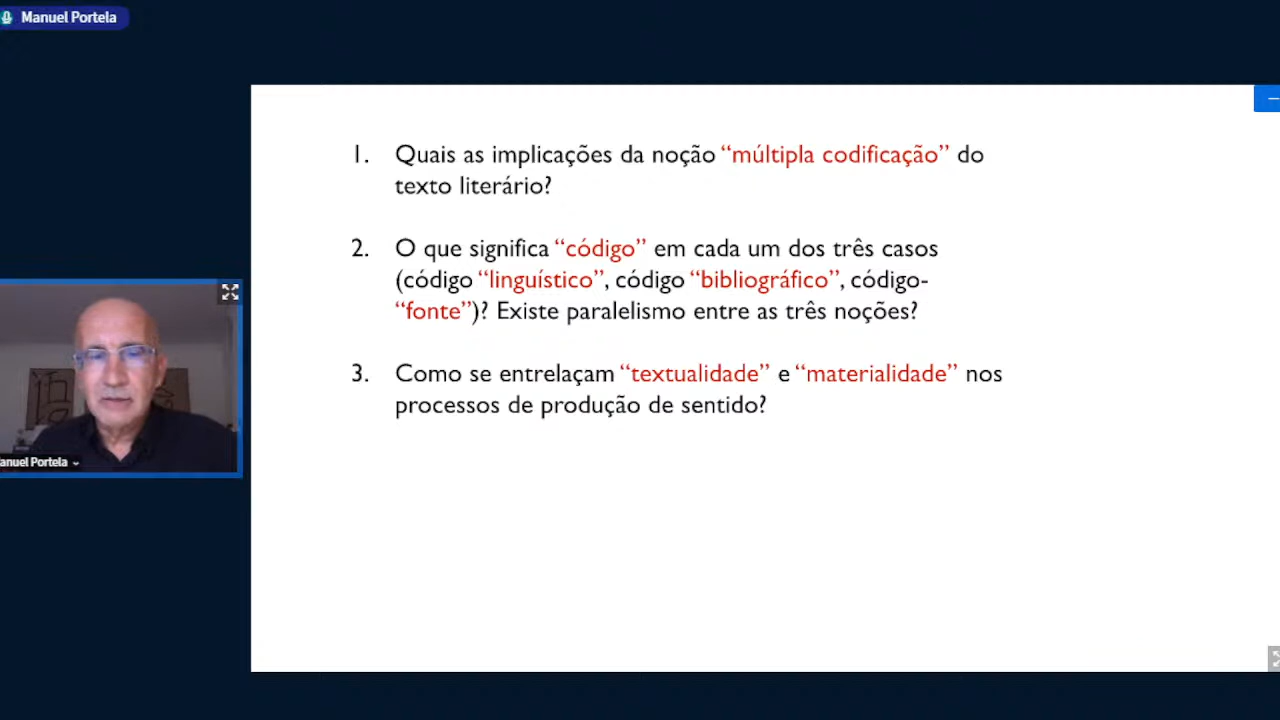 Manuel Portela
1. Quais as implicações da noção “múltipla codificação” do
texto literário?
2. O que significa “código” em cada um dos três casos
(código “linguístico”, código “bibliográfico”, código-
“fonte”)? Existe paralelismo entre as três noções?
3. Como se entrelaçam “textualidade” e “materialidade” nos
processos de produção de sentido?
anuel Portela